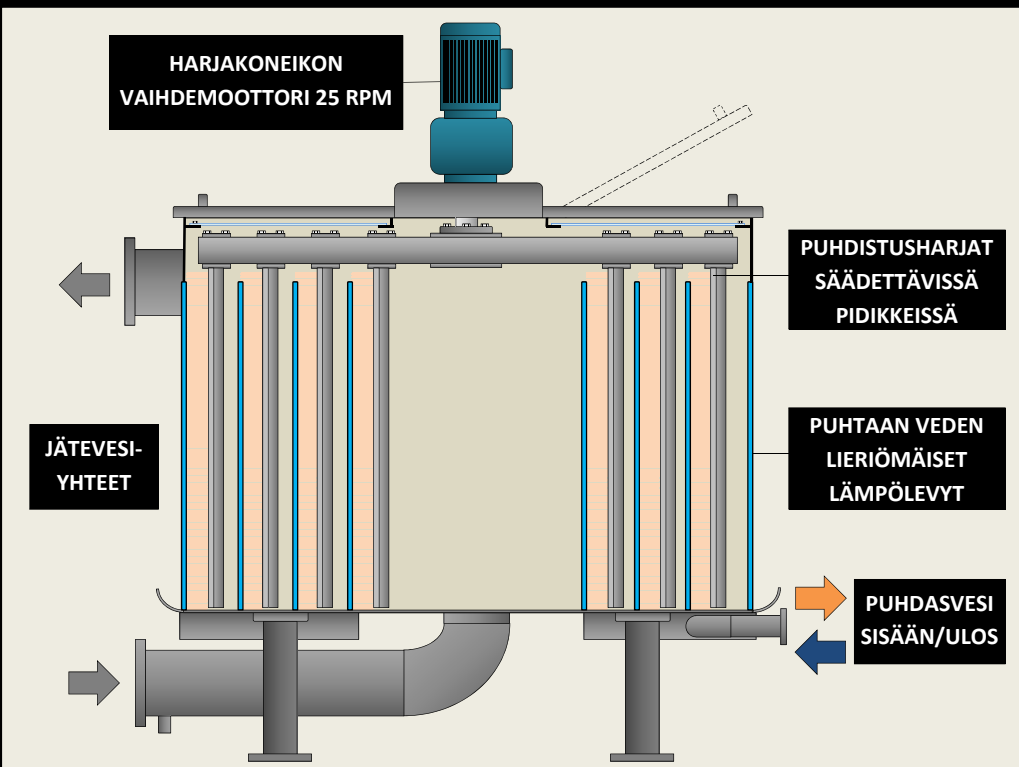 HARJAKONEIKON
VAIHDEMOOTTORI 25 RPM
PUHDISTUSHARJAT
SÄÄDETTÄVISSÄ
PIDIKKEISSÄ
JÄTEVESI-
YHTEET
PUHTAAN VEDEN
LIERIÖMÄISET
LÄMPÖLEVYT
PUHDASVESI
SISÄÄN/ULOS